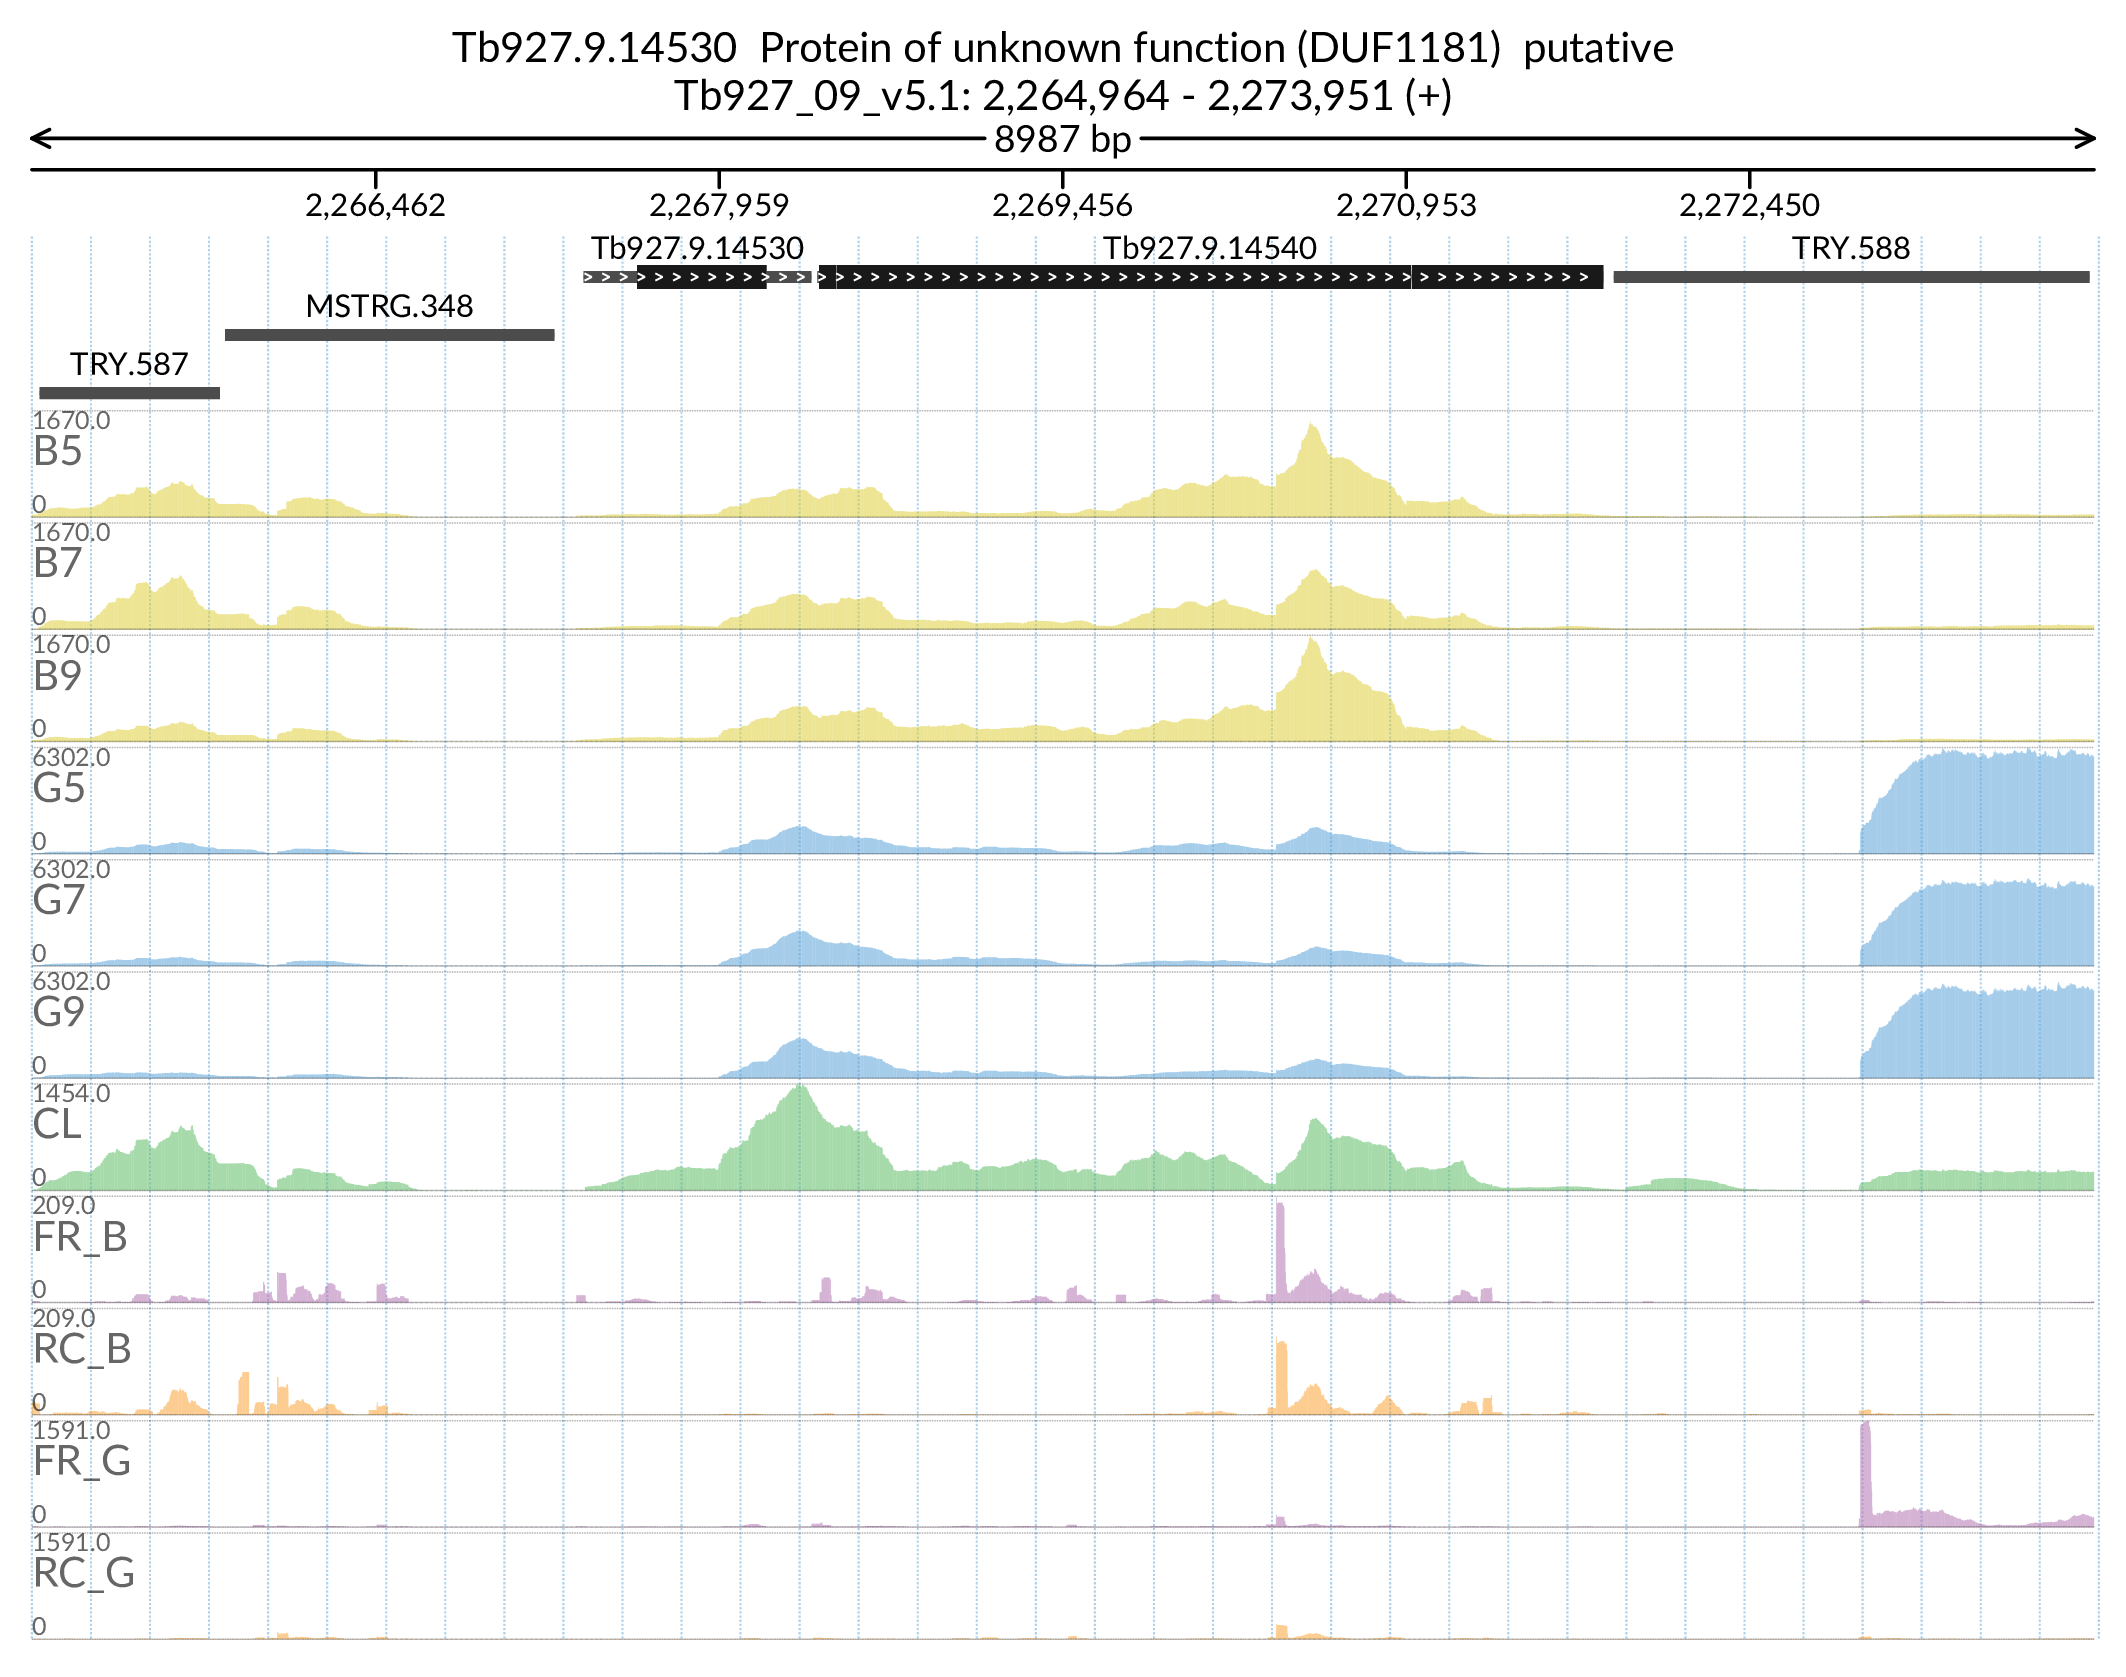 Tb927.9.14530  Protein of unknown function (DUF1181)  putative
Tb927_09_v5.1: 2,264,964 - 2,273,951 (+)
8987 bp
2,266,462 2,267,959 2,269,456 2,270,953 2,272,450
Tb927.9.14530 Tb927.9.14540 TRY.588
MSTRG.348
TRY.587
1670.0
B5
0
1670.0
B7
0
1670.0
B9
0
6302.0
G5
0
6302.0
G7
0
6302.0
G9
0
1454.0
CL
0
209.0
FR_B
0
209.0
RC_B
0
1591.0
FR_G
0
1591.0
RC_G
0